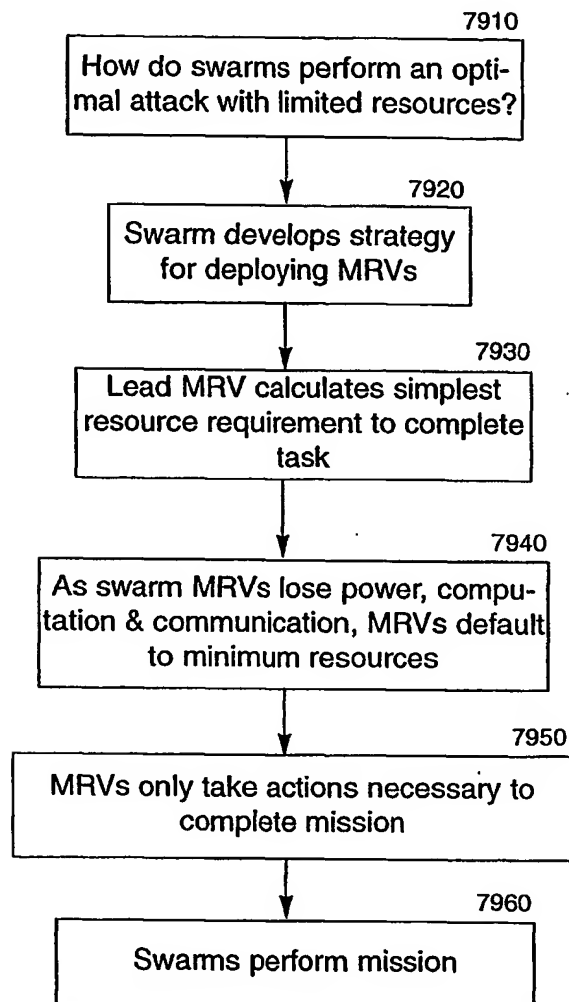 7910
How do swarms perform an opti-
mal attack with limited resources?
7920
Swarm develops strategy
for deploying MRVs
7930
Lead MRV calculates simplest
resource requirement to complete
task
7940
As swarm MRVs lose power, compu-
tation & communication, MRVs default
to minimum resources
7950
MRVs only take actions necessary to
complete mission
7960
Swarms perform mission